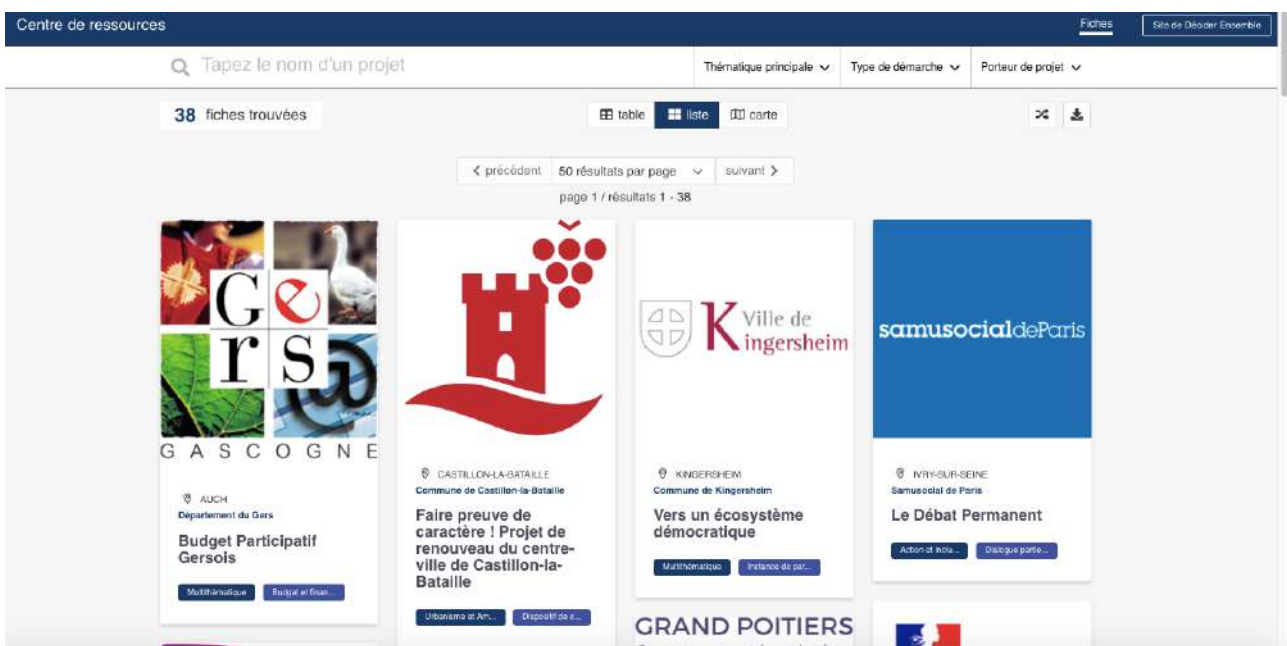 Centre de ressources
Fiches
Site de Décider Ensemble
Tapez le nom d'un projet
Thématique principale
Type de démarche
Porteur de projet
38 fiches trouvées
table
liste
carte
précédent
50 résultats par page
suivant
page 1 / résultats 1 - 38
Ge
rs
GASCOGNE
AUCH
Département du Gers
Budget Participatif
Gersois
Multithématique
Budget et finan...
CASTILLON-LA-BATAILLE
Commune de Castillon-la-Bataille
Faire preuve de
caractère ! Projet de
renouveau du centre-
ville de Castillon-la-
Bataille
Urbanisme et Am...
Dispositif de e...
Ville de
Kingersheim
KINGERSHEIM
Commune de Kingersheim
Vers un écosystème
démocratique
Multithématique
Instance de par...
GRAND POITIERS
samusocialdeParis
IVRY-SUR-SEINE
Samusocial de Paris
Le Débat Permanent
Action et inclu...
Dialogue partie...